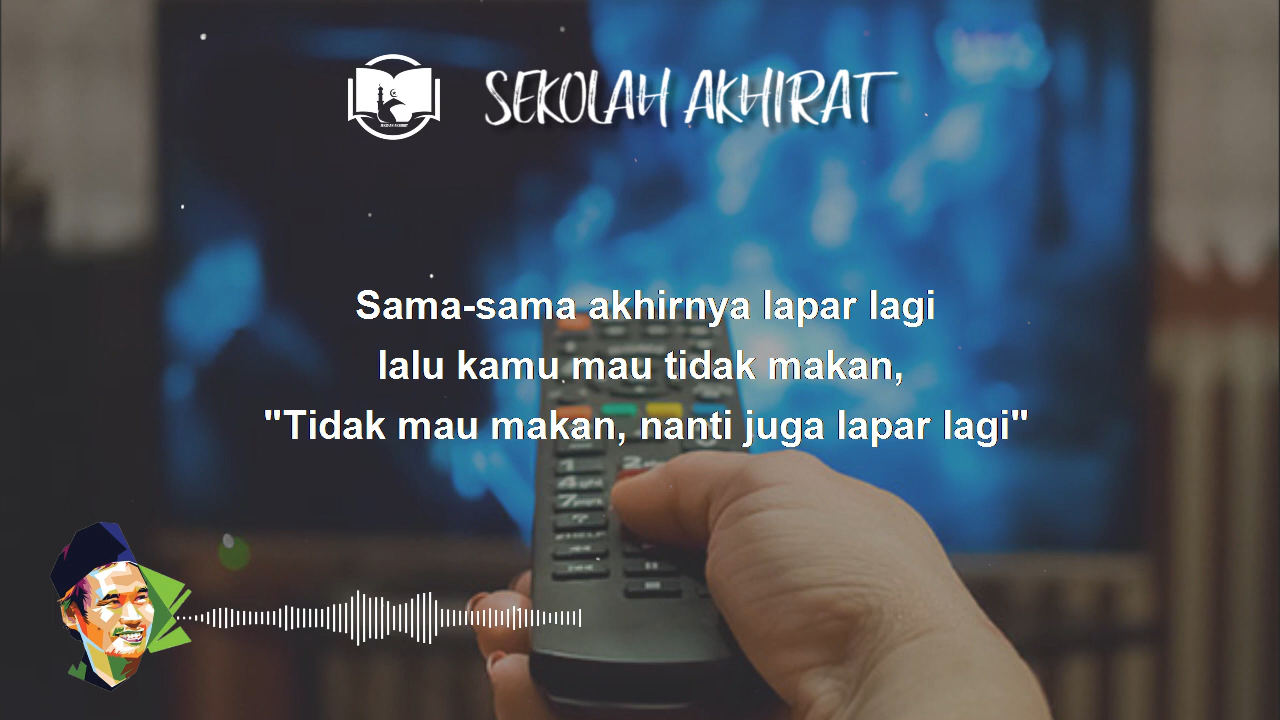 SEKOLAH AKHIRAT
Sama-sama akhirnya lapar lagi
lalu kamu mau tidak makan,
"Tidak mau makan, nanti juga lapar lagi"